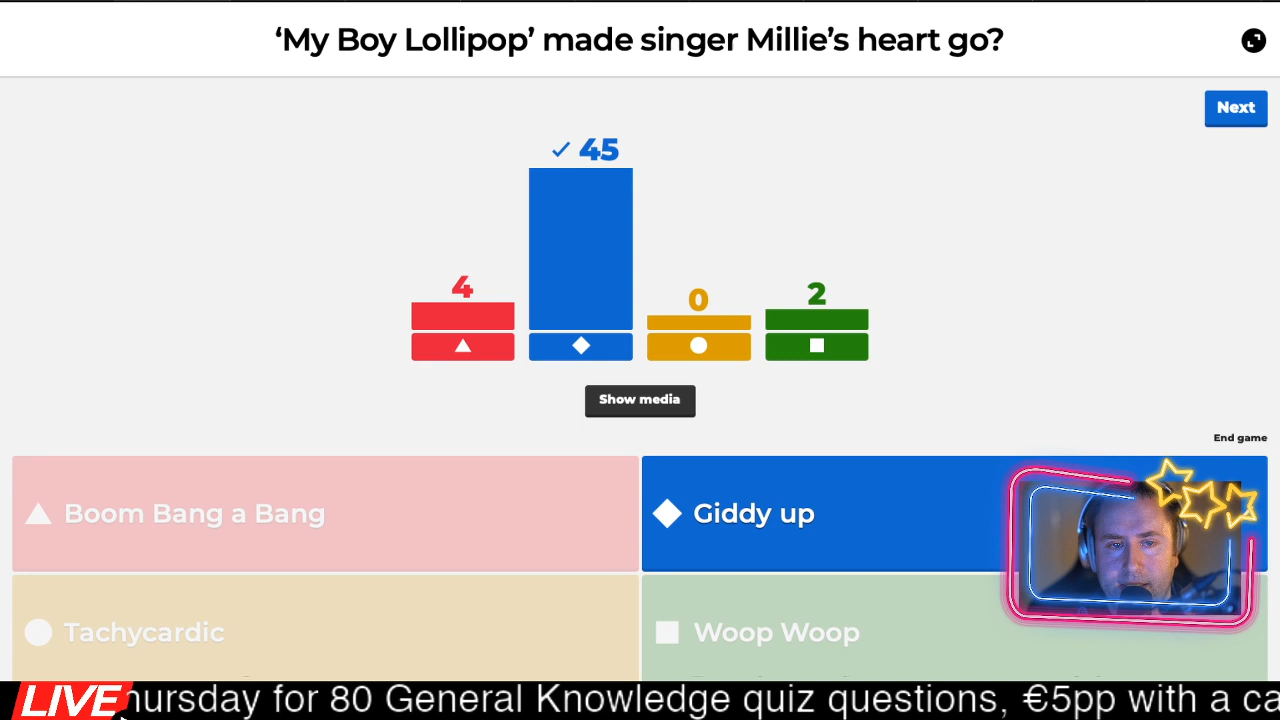 ‘My Boy Lollipop’ made singer Millie’s heart go?
Next
45
4
0
2
Show media
End game
Boom Bang a Bang
Giddy up
Tachycardic
Woop Woop
LIVE
hursday for 80 General Knowledge quiz questions, €5pp with a ca